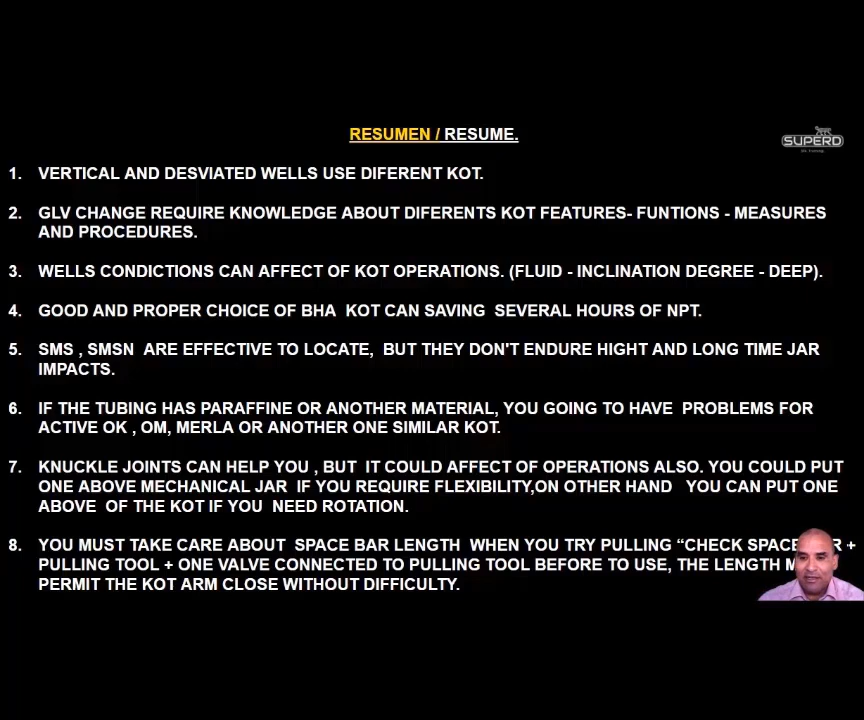 RESUMEN / RESUME.
SUPERD
1. VERTICAL AND DESVIATED WELLS USE DIFERENT KOT.
2. GLV CHANGE REQUIRE KNOWLEDGE ABOUT DIFERENTS KOT FEATURES- FUNTIONS - MEASURES
AND PROCEDURES.
3. WELLS CONDICTIONS CAN AFFECT OF KOT OPERATIONS. (FLUID - INCLINATION DEGREE - DEEP).
4. GOOD AND PROPER CHOICE OF BHA KOT CAN SAVING SEVERAL HOURS OF NPT.
5. SMS , SMSN ARE EFFECTIVE TO LOCATE, BUT THEY DON'T ENDURE HIGHT AND LONG TIME JAR
IMPACTS.
6. IF THE TUBING HAS PARAFFINE OR ANOTHER MATERIAL, YOU GOING TO HAVE PROBLEMS FOR
ACTIVE OK , OM, MERLA OR ANOTHER ONE SIMILAR KOT.
7. KNUCKLE JOINTS CAN HELP YOU , BUT IT COULD AFFECT OF OPERATIONS ALSO. YOU COULD PUT
ONE ABOVE MECHANICAL JAR IF YOU REQUIRE FLEXIBILITY,ON OTHER HAND YOU CAN PUT ONE
ABOVE OF THE KOT IF YOU NEED ROTATION.
8. YOU MUST TAKE CARE ABOUT SPACE BAR LENGTH WHEN YOU TRY PULLING “CHECK SPACE +
PULLING TOOL + ONE VALVE CONNECTED TO PULLING TOOL BEFORE TO USE, THE LENGTH
PERMIT THE KOT ARM CLOSE WITHOUT DIFFICULTY.